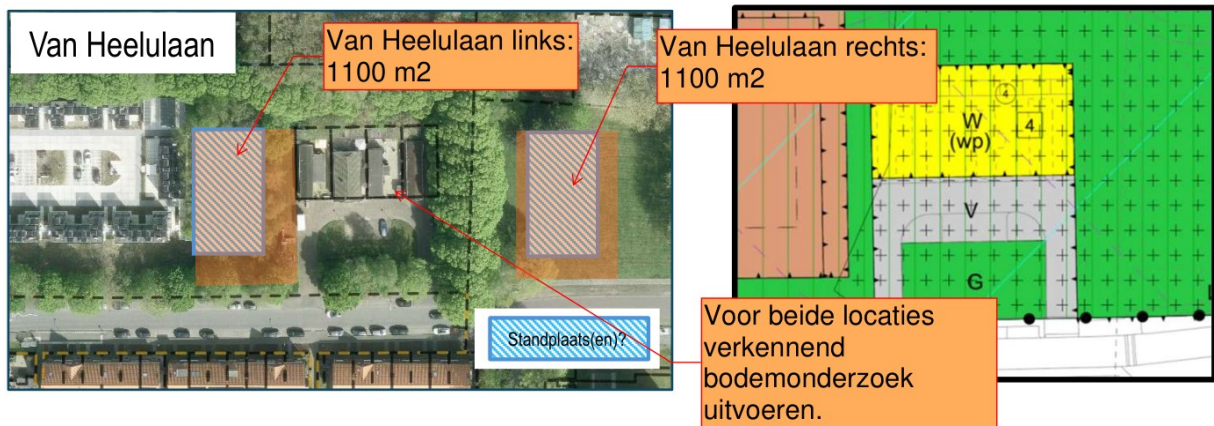 Van Heelulaan
Van Heelulaan links:
1100 m2
Van Heelulaan rechts:
1100 m2
Standplaats(en)?
4
W
(wp)
4
V
G
Voor beide locaties
verkennend
bodemonderzoek
uitvoeren.